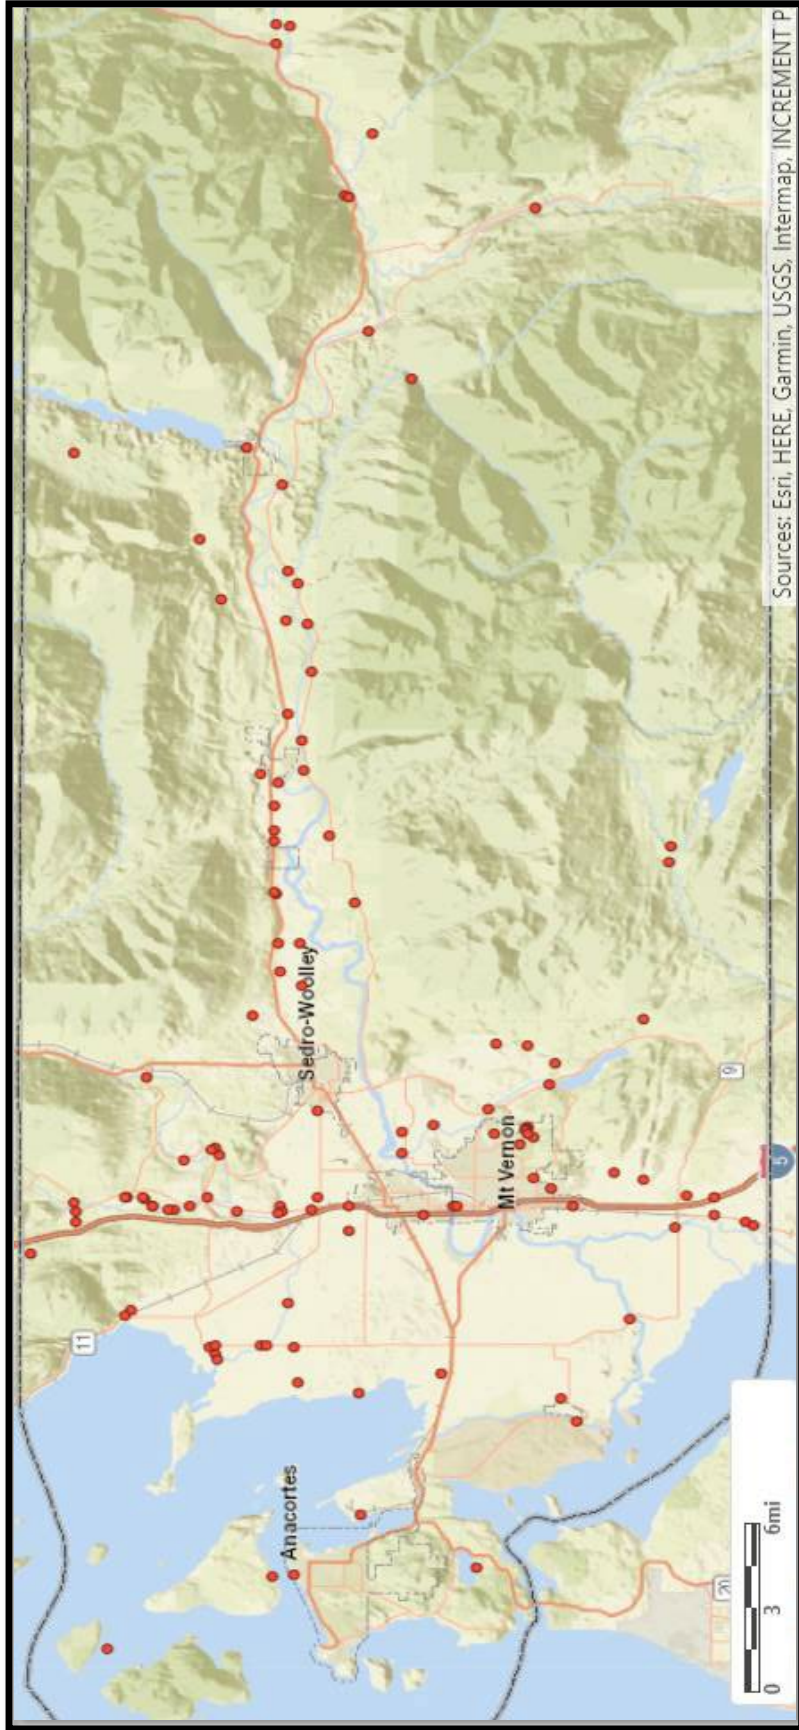 11
Anacortes
Sedro-Woolley
Mt Vernon
9
5
20
0 3 6mi
Sources: Esri, HERE, Garmin, USGS, Intermap, INCREMENT P